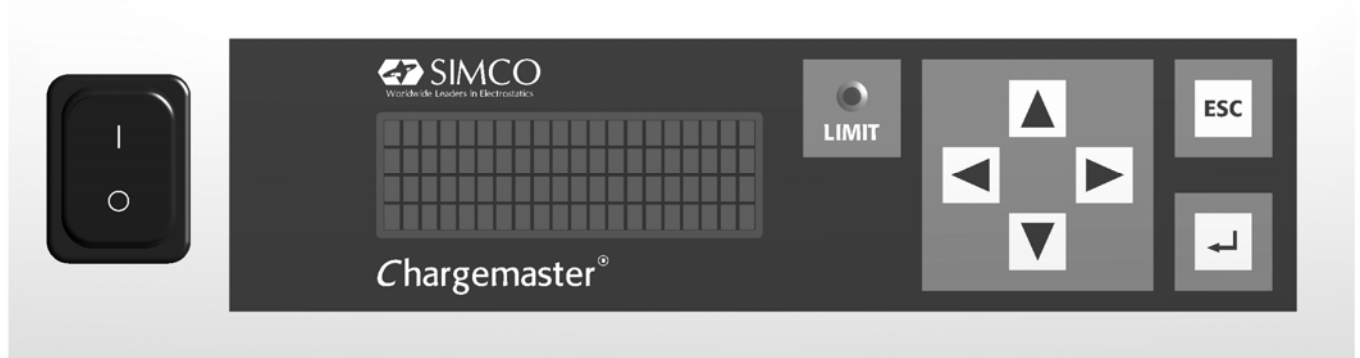 SIMCO
Worldwide Leaders in Electrostatics
LIMIT
ESC
Chargemaster®